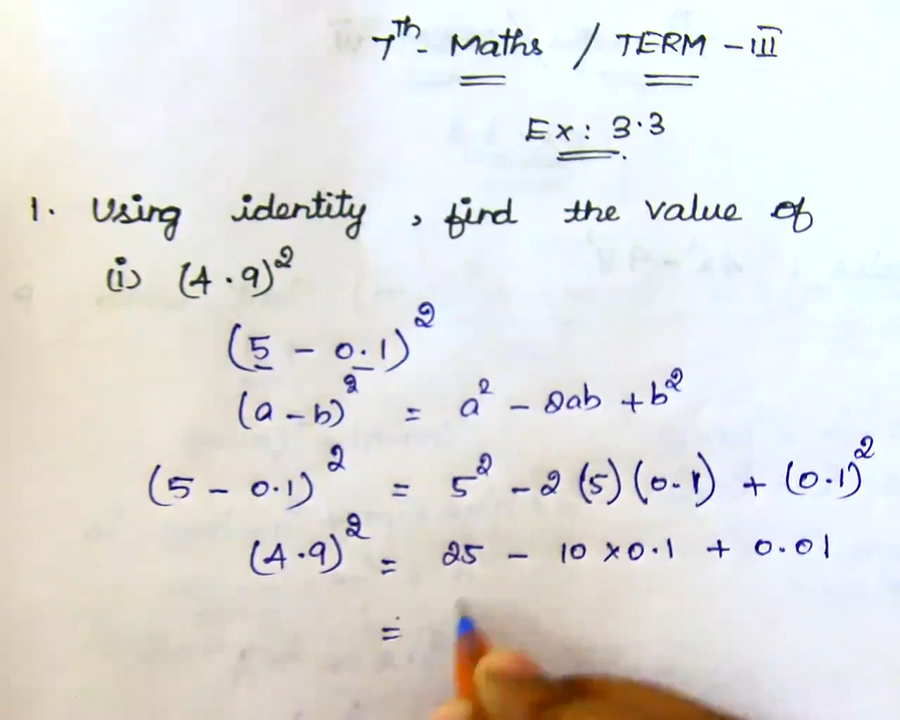 7th- Maths / TERM - III
Ex: 3.3
1. Using identity, find the value of
(i) (4.9)²
(5 - 0.1)²
(a - b)² = a² - 2ab + b²
(5 - 0.1)² = 5² - 2 (5) (0.1) + (0.1)²
(4.9)² = 25 - 10 × 0.1 + 0.01
=